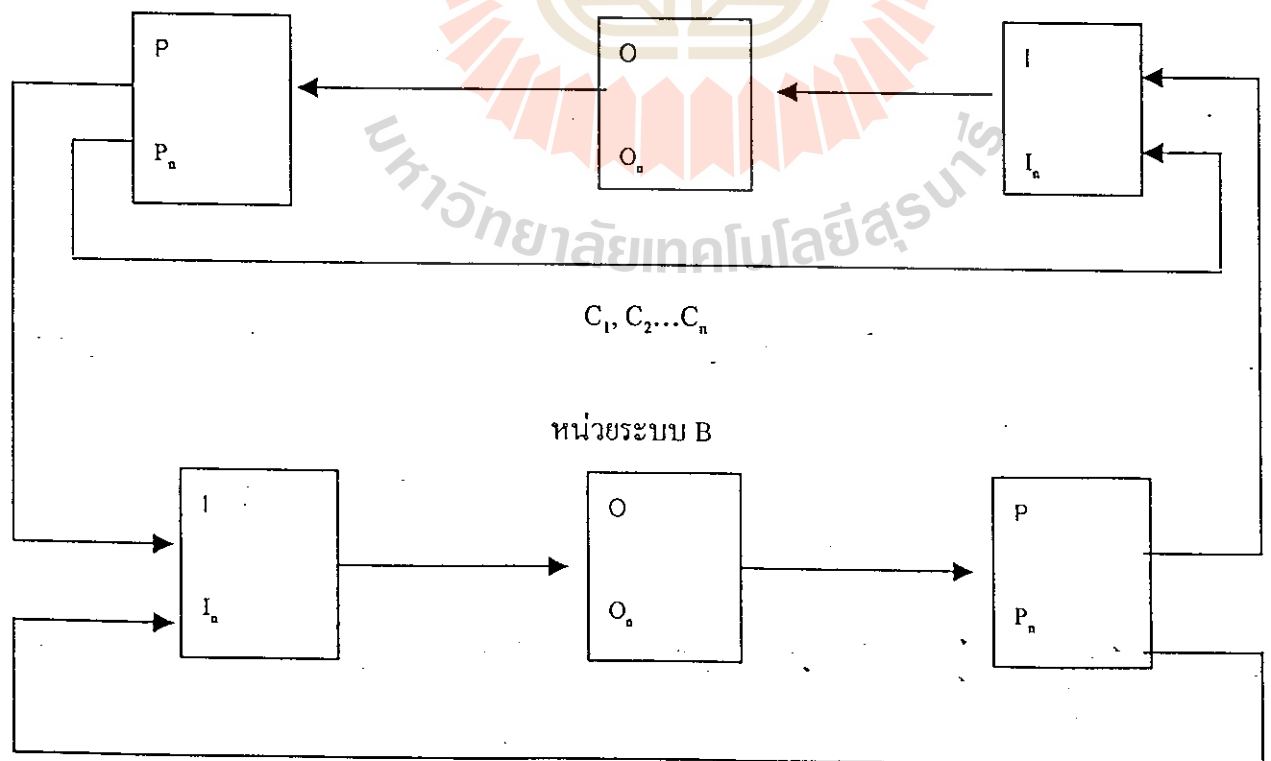 P
O
I
Pₙ
Oₙ
Iₙ
มหาวิทยาลัยเทคโนโลยีสุรนารี
C₁, C₂...Cₙ
หน่วยระบบ B
I
O
P
Iₙ
Oₙ
Pₙ